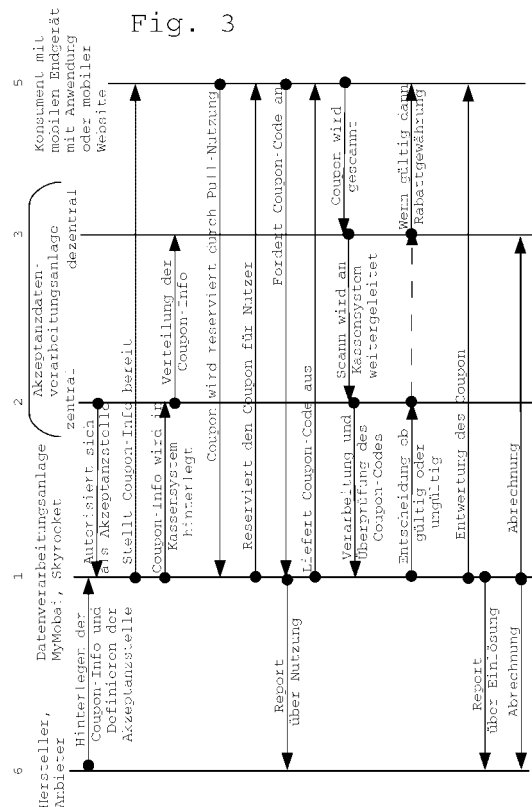 Fig. 3
Hersteller,
Anbieter
6
Datenverarbeitungsanlage
MyMobai, Skyrocket
1
Akzeptanzdaten-
verarbeitungsanlage
zentral
2
dezentral
3
Konsument mit
mobilen Endgerät
mit Anwendung
oder mobiler
Website
5
Hinterlegen der
Coupon-Info und
Definieren der
Akzeptanzstelle
Autorisiert sich
als Akzeptanzstelle
Stellt Coupon-Info bereit
Coupon-Info wird in
Kassensystem
hinterlegt
Verteilung der
Coupon-Info
Coupon wird reserviert durch Pull-Nutzung
Reserviert den Coupon für Nutzer
Fordert Coupon-Code an
Report
über Nutzung
Liefert Coupon-Code aus
Coupon wird
gescannt
Scann wird an
Kassensystem
weitergeleitet
Verarbeitung und
Überprüfung des
Coupon-Codes
Entscheidung ob
gültig oder
ungültig
Wenn gültig dann
Rabattgewährung
Entwertung des Coupon
Report
über Einlösung
Abrechnung
Abrechnung